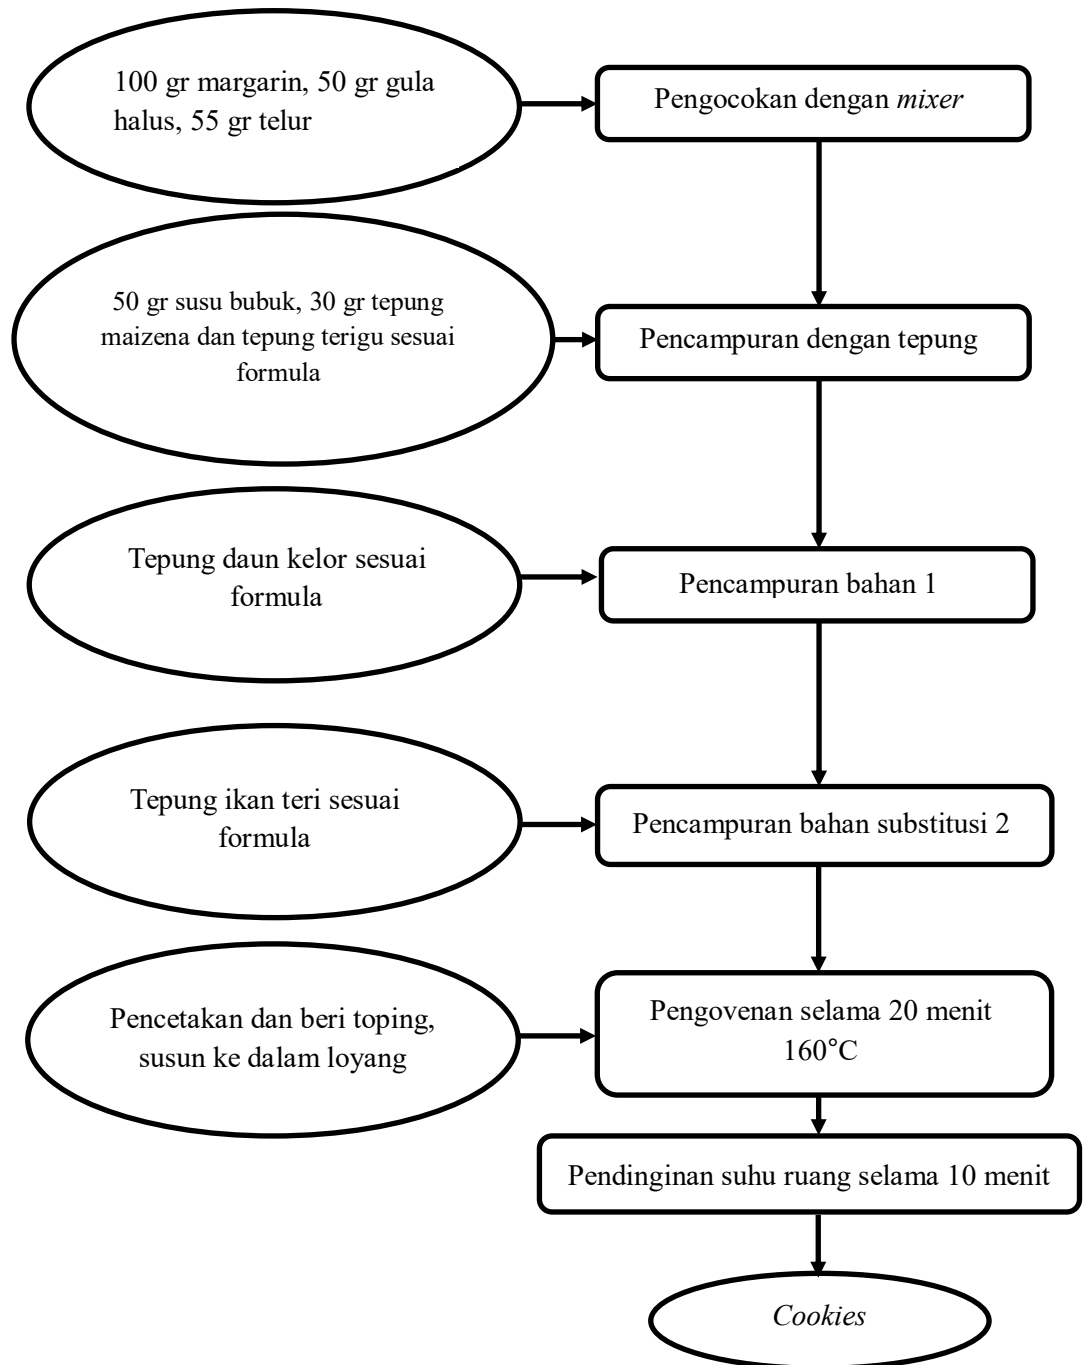 100 gr margarin, 50 gr gula
halus, 55 gr telur
Pengocokan dengan mixer
50 gr susu bubuk, 30 gr tepung
maizena dan tepung terigu sesuai
formula
Pencampuran dengan tepung
Tepung daun kelor sesuai
formula
Pencampuran bahan 1
Tepung ikan teri sesuai
formula
Pencampuran bahan substitusi 2
Pencetakan dan beri toping,
susun ke dalam loyang
Pengovenan selama 20 menit
160°C
Pendinginan suhu ruang selama 10 menit
Cookies